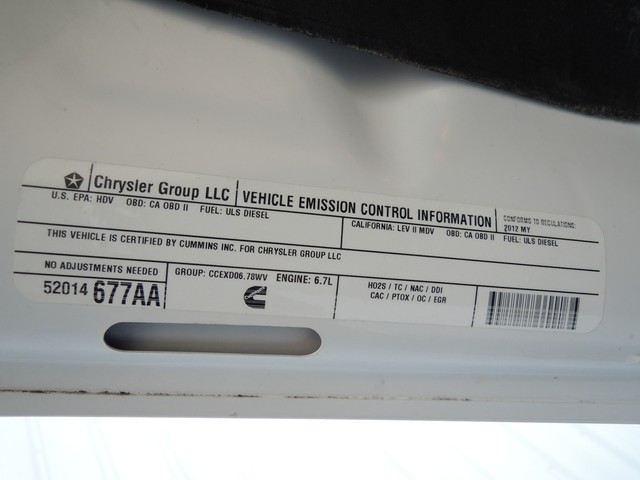 Chrysler Group LLC
VEHICLE EMISSION CONTROL INFORMATION
CONFORMS TO REGULATIONS:
2012 MY
U.S. EPA: HDV OBD: CA OBD II FUEL: ULS DIESEL
CALIFORNIA: LEV II MDV OBD: CA OBD II FUEL: ULS DIESEL
THIS VEHICLE IS CERTIFIED BY CUMMINS INC. FOR CHRYSLER GROUP LLC
NO ADJUSTMENTS NEEDED
52014 677AA
GROUP: CCEXD06.78WV ENGINE: 6.7L
HO2S / TC / NAC / DDI
CAC / PTOX / OC / EGR